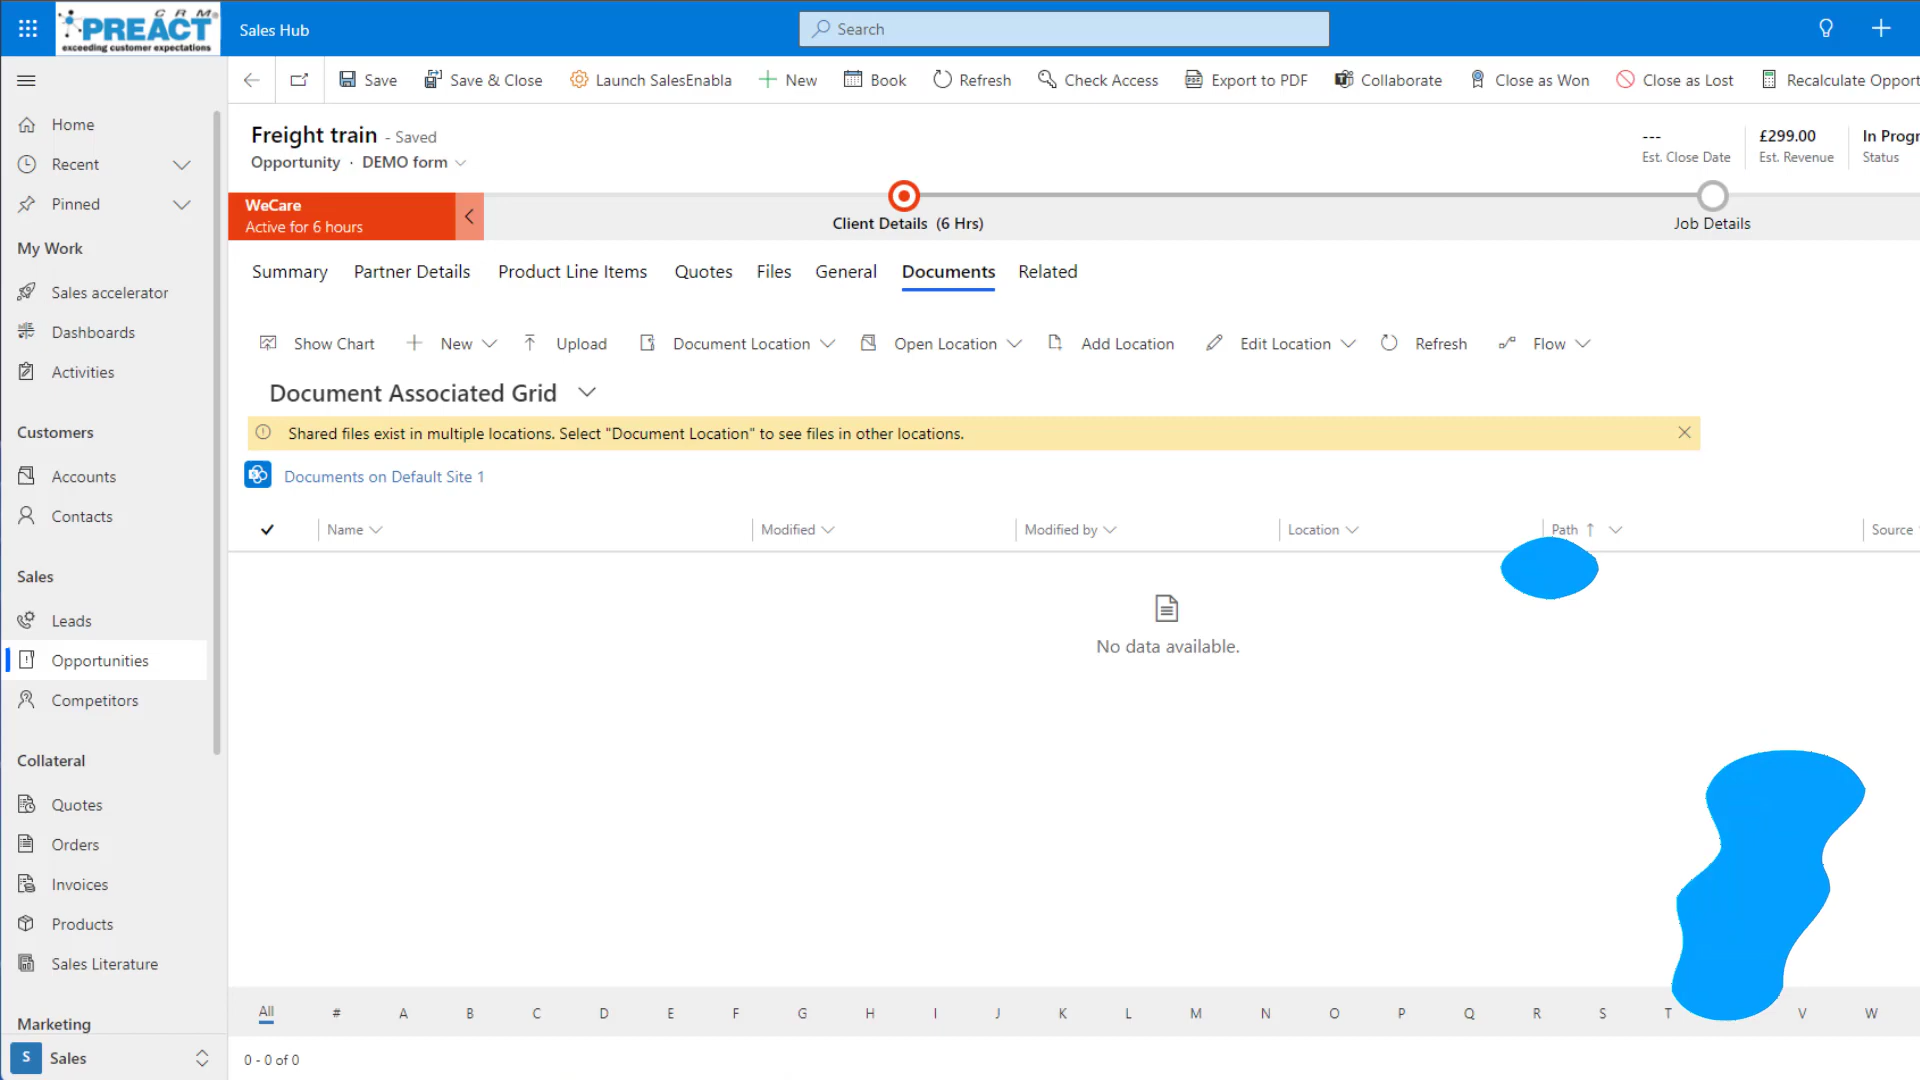 CRM
PREACT
exceeding customer expectations
Sales Hub
Search
Save
Save & Close
Launch SalesEnabla
New
Book
Refresh
Check Access
Export to PDF
Collaborate
Close as Won
Close as Lost
Recalculate Opport
Home
Recent
Pinned
My Work
Sales accelerator
Dashboards
Activities
Customers
Accounts
Contacts
Sales
Leads
Opportunities
Competitors
Collateral
Quotes
Orders
Invoices
Products
Sales Literature
Marketing
S Sales
Freight train - Saved
Opportunity · DEMO form
---
Est. Close Date
£299.00
Est. Revenue
In Progr
Status
WeCare
Active for 6 hours
Client Details (6 Hrs)
Job Details
Summary
Partner Details
Product Line Items
Quotes
Files
General
Documents
Related
Show Chart
New
Upload
Document Location
Open Location
Add Location
Edit Location
Refresh
Flow
Document Associated Grid
Shared files exist in multiple locations. Select "Document Location" to see files in other locations.
Documents on Default Site 1
Name
Modified
Modified by
Location
Path ↑
Source
No data available.
All # A B C D E F G H I J K L M N O P Q R S T V W
0 - 0 of 0